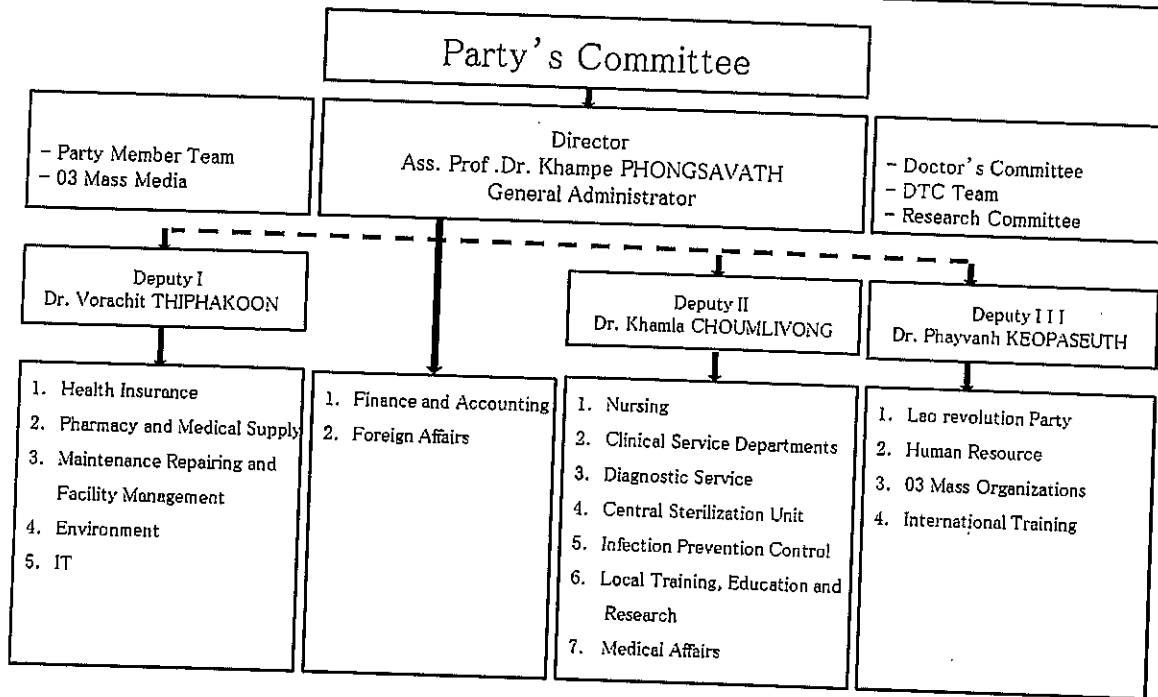 Party's Committee
- Party Member Team
- 03 Mass Media
Director
Ass. Prof .Dr. Khampe PHONGSAVATH
General Administrator
- Doctor's Committee
- DTC Team
- Research Committee
Deputy I
Dr. Vorachit THIPHAKOON
Deputy II
Dr. Khamla CHOUMLIVONG
Deputy III
Dr. Phayvanh KEOPASEUTH
1. Health Insurance
2. Pharmacy and Medical Supply
3. Maintenance Repairing and
Facility Management
4. Environment
5. IT
1. Finance and Accounting
2. Foreign Affairs
1. Nursing
2. Clinical Service Departments
3. Diagnostic Service
4. Central Sterilization Unit
5. Infection Prevention Control
6. Local Training, Education and
Research
7. Medical Affairs
1. Lao revolution Party
2. Human Resource
3. 03 Mass Organizations
4. International Training